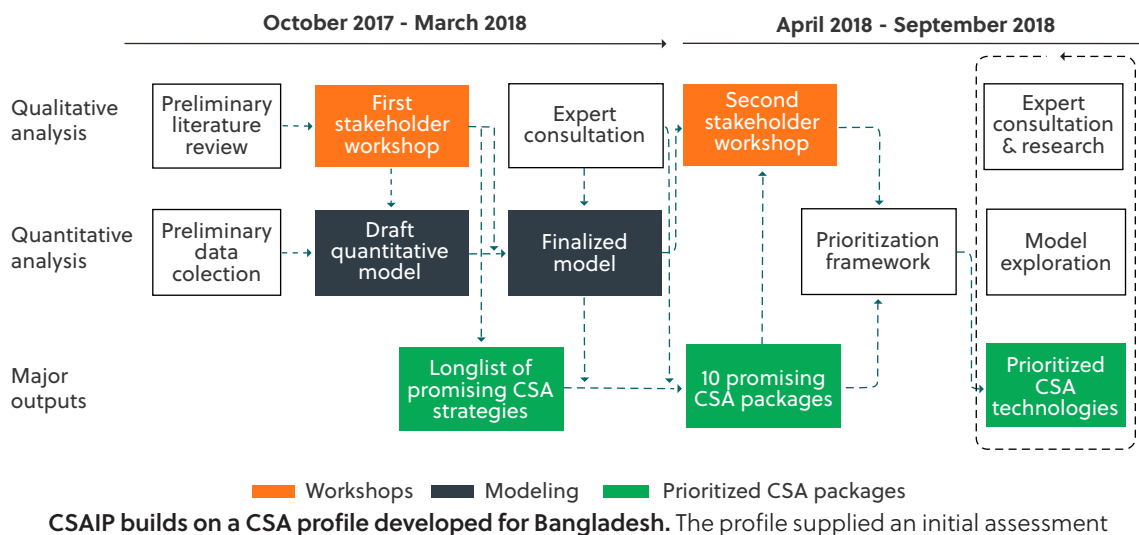 October 2017 - March 2018
April 2018 - September 2018
Qualitative
analysis
Preliminary
literature
review
First
stakeholder
workshop
Expert
consultation
Second
stakeholder
workshop
Expert
consultation
& research
Quantitative
analysis
Preliminary
data
colection
Draft
quantitative
model
Finalized
model
Prioritization
framework
Model
exploration
Major
outputs
Longlist of
promising CSA
strategies
10 promising
CSA packages
Prioritized
CSA
technologies
Workshops
Modeling
Prioritized CSA packages
CSAIP builds on a CSA profile developed for Bangladesh. The profile supplied an initial assessment